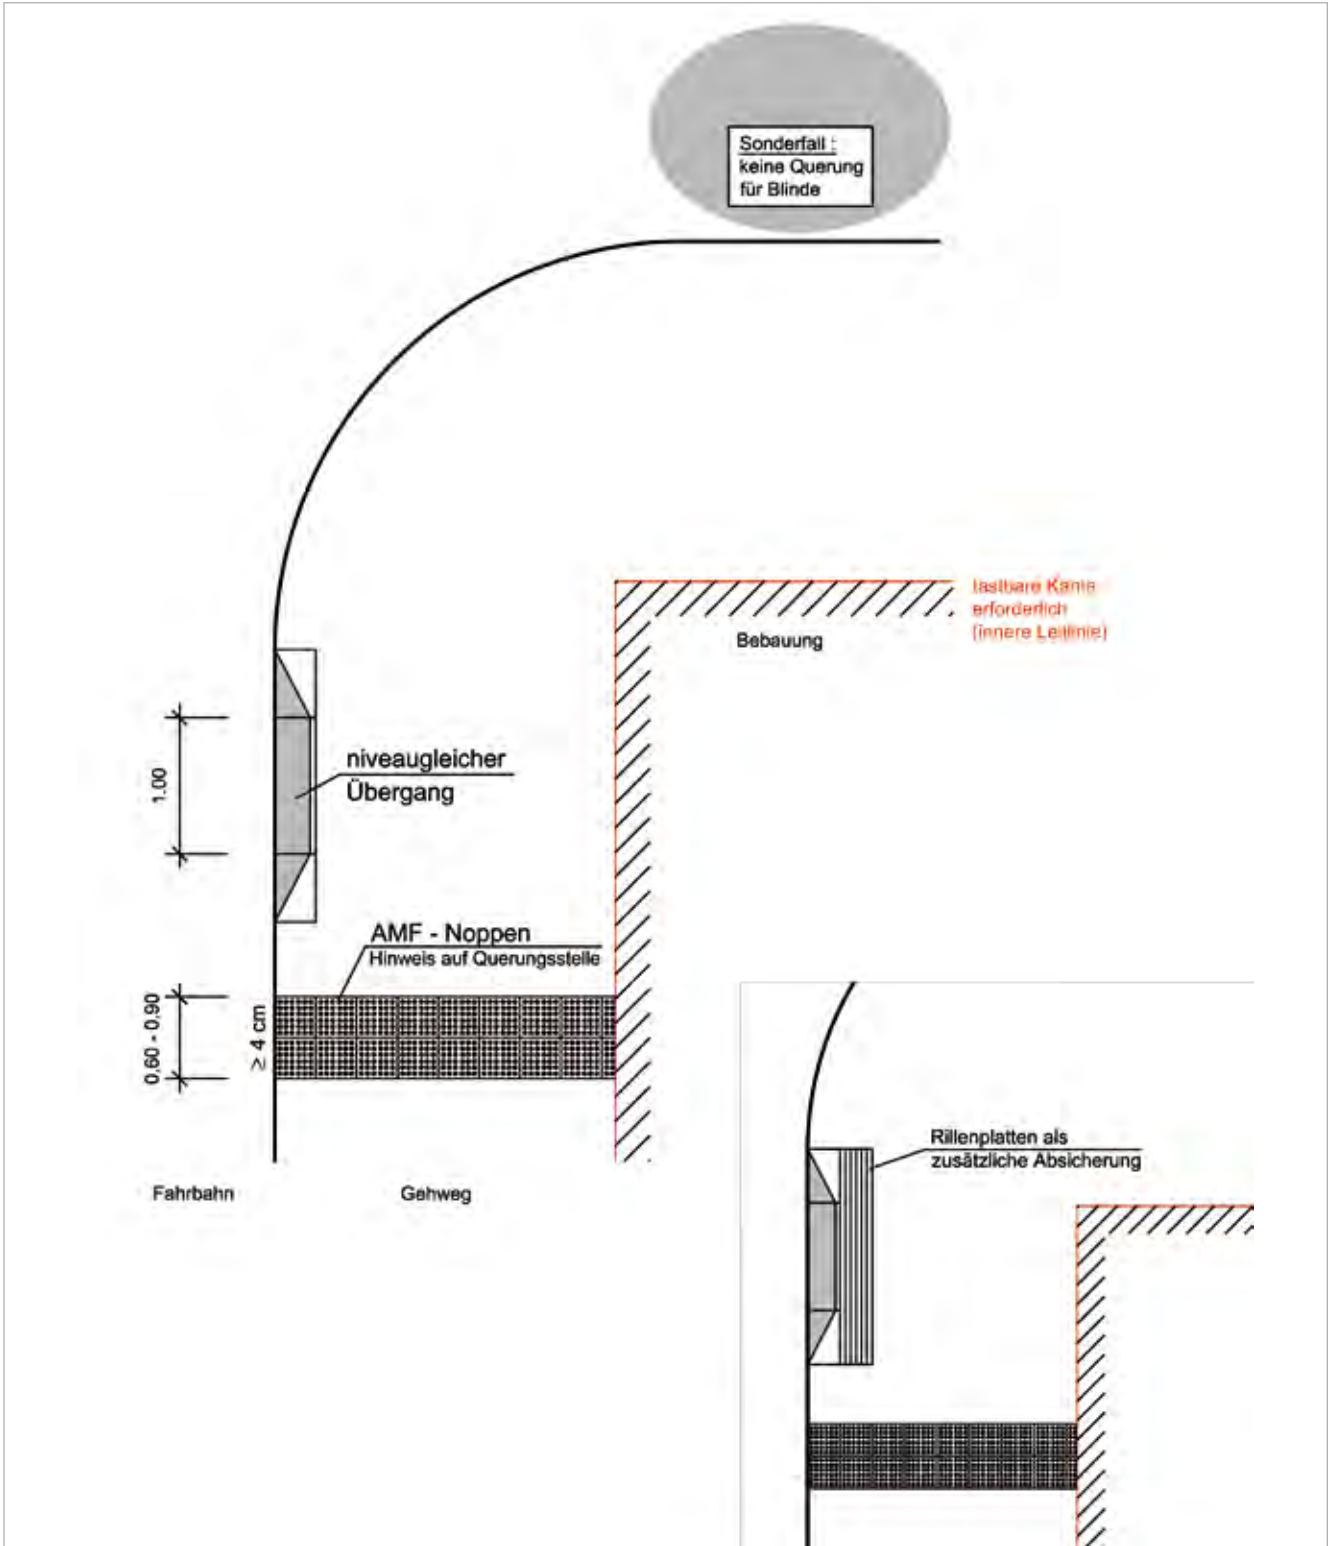 Sonderfall :
keine Querung
für Blinde
tastbare Kante
erforderlich
(innere Leitlinie)
Bebauung
1.00
niveaugleicher
Übergang
AMF - Noppen
Hinweis auf Querungsstelle
0,60 - 0,90
≥ 4 cm
Rillenplatten als
zusätzliche Absicherung
Fahrbahn
Gehweg